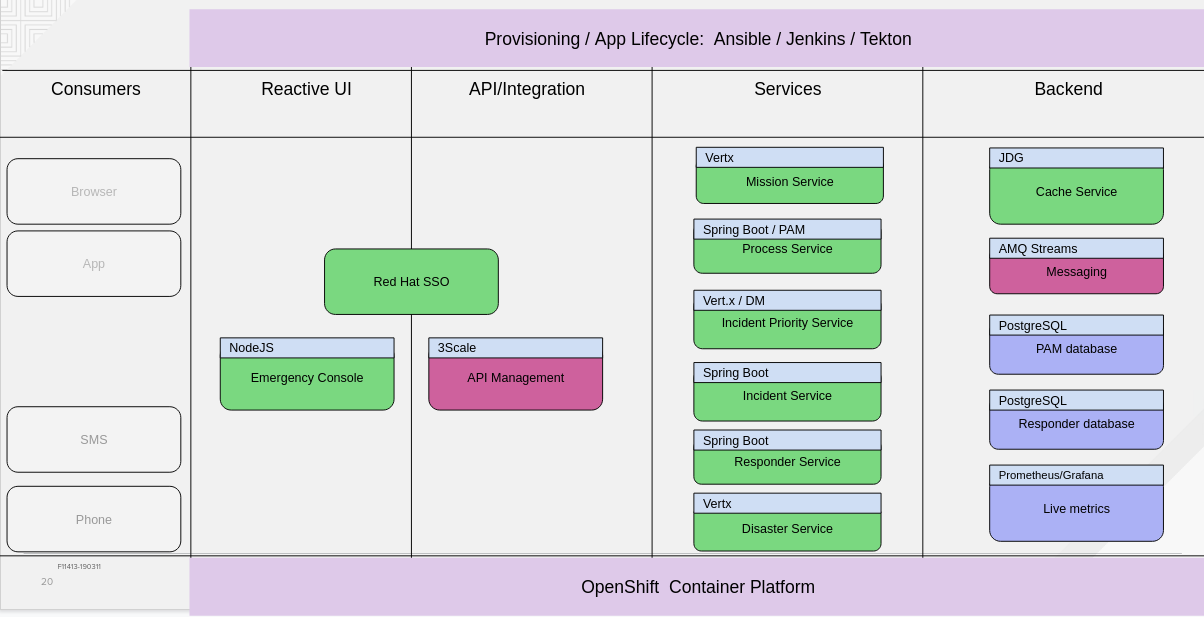 Provisioning / App Lifecycle:  Ansible / Jenkins / Tekton
Consumers
Reactive UI
API/Integration
Services
Backend
Browser
App
SMS
Phone
Red Hat SSO
NodeJS
Emergency Console
3Scale
API Management
Vertx
Mission Service
Spring Boot / PAM
Process Service
Vert.x / DM
Incident Priority Service
Spring Boot
Incident Service
Spring Boot
Responder Service
Vertx
Disaster Service
JDG
Cache Service
AMQ Streams
Messaging
PostgreSQL
PAM database
PostgreSQL
Responder database
Prometheus/Grafana
Live metrics
F11413-190311
20
OpenShift  Container Platform